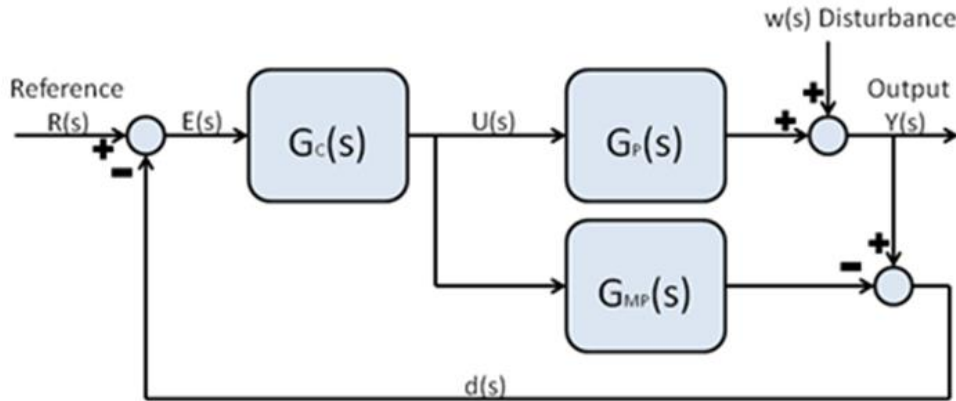 w(s) Disturbance
Reference
Output
R(s)
E(s)
U(s)
Y(s)
+
+
+
−
Gc(s)
GP(s)
GMP(s)
+
−
d(s)